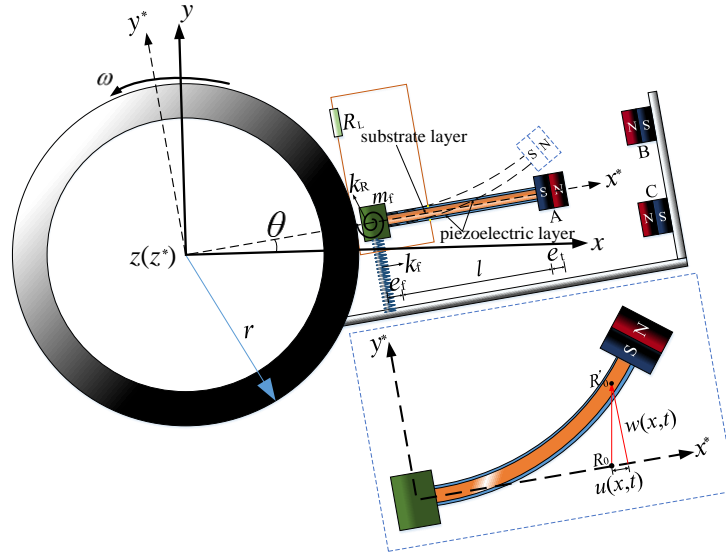 y*
y
ω
R_L
substrate layer
S N
N S
B
k_R
m_f
S N
A
x*
C
N S
θ
piezoelectric layer
z(z*)
x
k_f
l
e_t
e_f
r
y*
S N
R'_0
w(x,t)
R_0
x*
u(x,t)